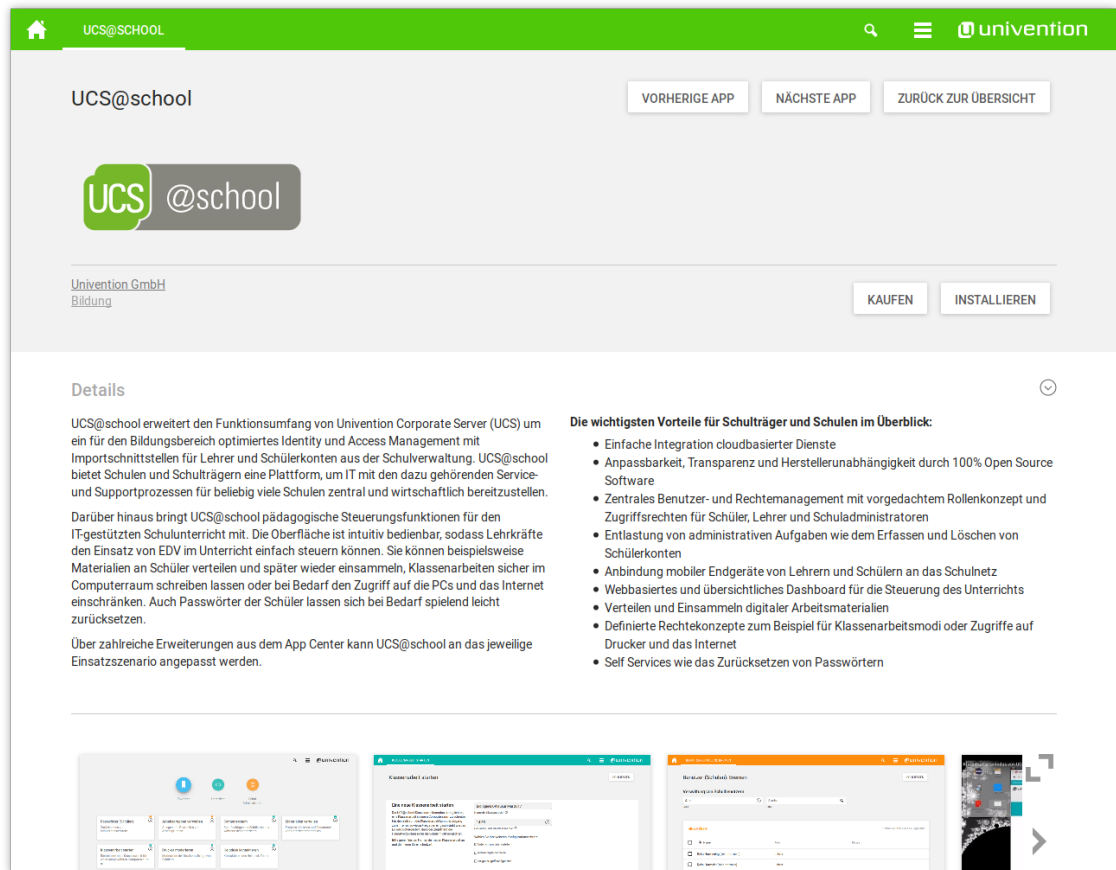 UCS@SCHOOL
univention
UCS@school
VORHERIGE APP
NÄCHSTE APP
ZURÜCK ZUR ÜBERSICHT
UCS @school
Univention GmbH
Bildung
KAUFEN
INSTALLIEREN
Details
UCS@school erweitert den Funktionsumfang von Univention Corporate Server (UCS) um
ein für den Bildungsbereich optimiertes Identity und Access Management mit
Importschnittstellen für Lehrer und Schülerkonten aus der Schulverwaltung. UCS@school
bietet Schulen und Schulträgern eine Plattform, um IT mit den dazu gehörenden Service-
und Supportprozessen für beliebig viele Schulen zentral und wirtschaftlich bereitzustellen.
Darüber hinaus bringt UCS@school pädagogische Steuerungsfunktionen für den
IT-gestützten Schulunterricht mit. Die Oberfläche ist intuitiv bedienbar, sodass Lehrkräfte
den Einsatz von EDV im Unterricht einfach steuern können. Sie können beispielsweise
Materialien an Schüler verteilen und später wieder einsammeln, Klassenarbeiten sicher im
Computerraum schreiben lassen oder bei Bedarf den Zugriff auf die PCs und das Internet
einschränken. Auch Passwörter der Schüler lassen sich bei Bedarf spielend leicht
zurücksetzen.
Über zahlreiche Erweiterungen aus dem App Center kann UCS@school an das jeweilige
Einsatzszenario angepasst werden.
Die wichtigsten Vorteile für Schulträger und Schulen im Überblick:
• Einfache Integration cloudbasierter Dienste
• Anpassbarkeit, Transparenz und Herstellerunabhängigkeit durch 100% Open Source
Software
• Zentrales Benutzer- und Rechtemanagement mit vorgedachtem Rollenkonzept und
Zugriffsrechten für Schüler, Lehrer und Schuladministratoren
• Entlastung von administrativen Aufgaben wie dem Erfassen und Löschen von
Schülerkonten
• Anbindung mobiler Endgeräte von Lehrern und Schülern an das Schulnetz
• Webbasiertes und übersichtliches Dashboard für die Steuerung des Unterrichts
• Verteilen und Einsammeln digitaler Arbeitsmaterialien
• Definierte Rechtekonzepte zum Beispiel für Klassenarbeitsmodi oder Zugriffe auf
Drucker und das Internet
• Self Services wie das Zurücksetzen von Passwörtern
univention
Klassenarbeit starten
Eine neue Klassenarbeit starten